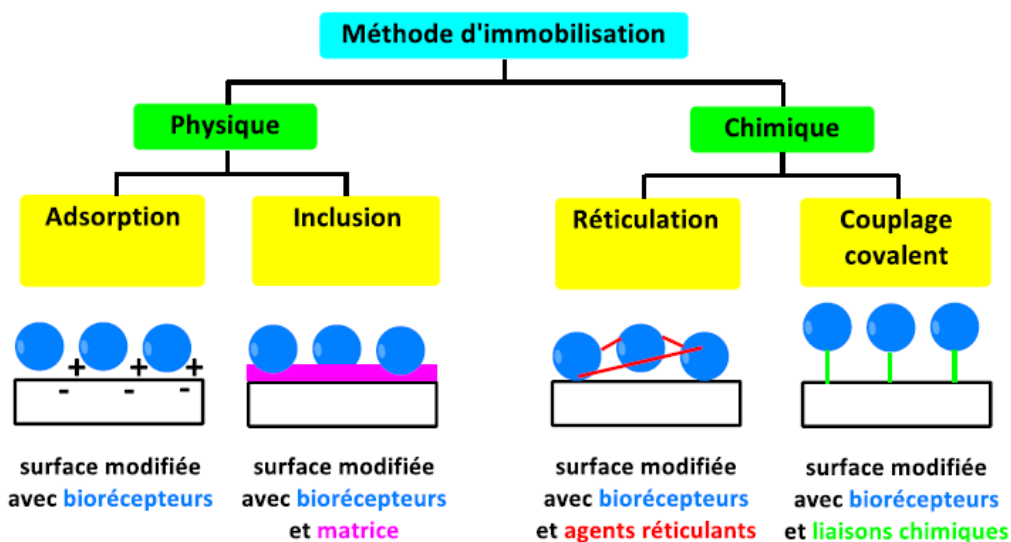 Méthode d'immobilisation
Physique
Chimique
Adsorption
Inclusion
Réticulation
Couplage
covalent
+ + +
- - -
surface modifiée
avec biorécepteurs
surface modifiée
avec biorécepteurs
et matrice
surface modifiée
avec biorécepteurs
et agents réticulants
surface modifiée
avec biorécepteurs
et liaisons chimiques